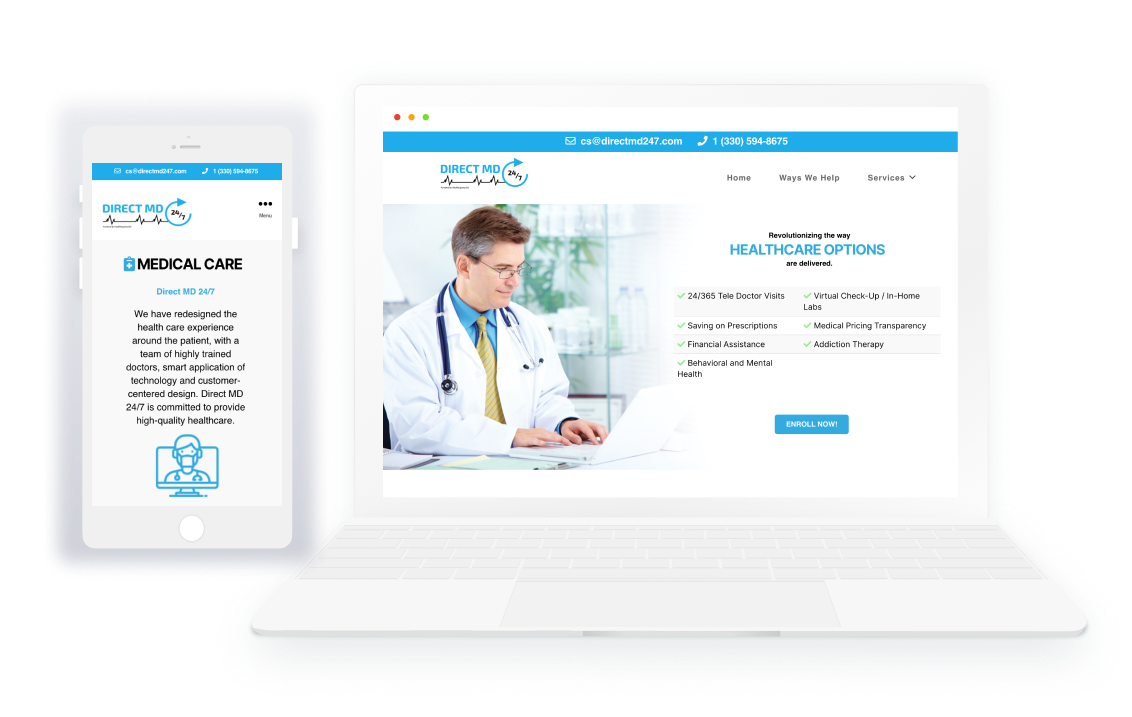 cs@directmd247.com 1 (330) 594-8675
DIRECT MD 24/7
Menu
MEDICAL CARE
Direct MD 24/7
We have redesigned the
health care experience
around the patient, with a
team of highly trained
doctors, smart application of
technology and customer-
centered design. Direct MD
24/7 is committed to provide
high-quality healthcare.
cs@directmd247.com 1 (330) 594-8675
DIRECT MD 24/7
Home Ways We Help Services
Revolutionizing the way
HEALTHCARE OPTIONS
are delivered.
24/365 Tele Doctor Visits Virtual Check-Up / In-Home
Labs
Saving on Prescriptions Medical Pricing Transparency
Financial Assistance Addiction Therapy
Behavioral and Mental
Health
ENROLL NOW!